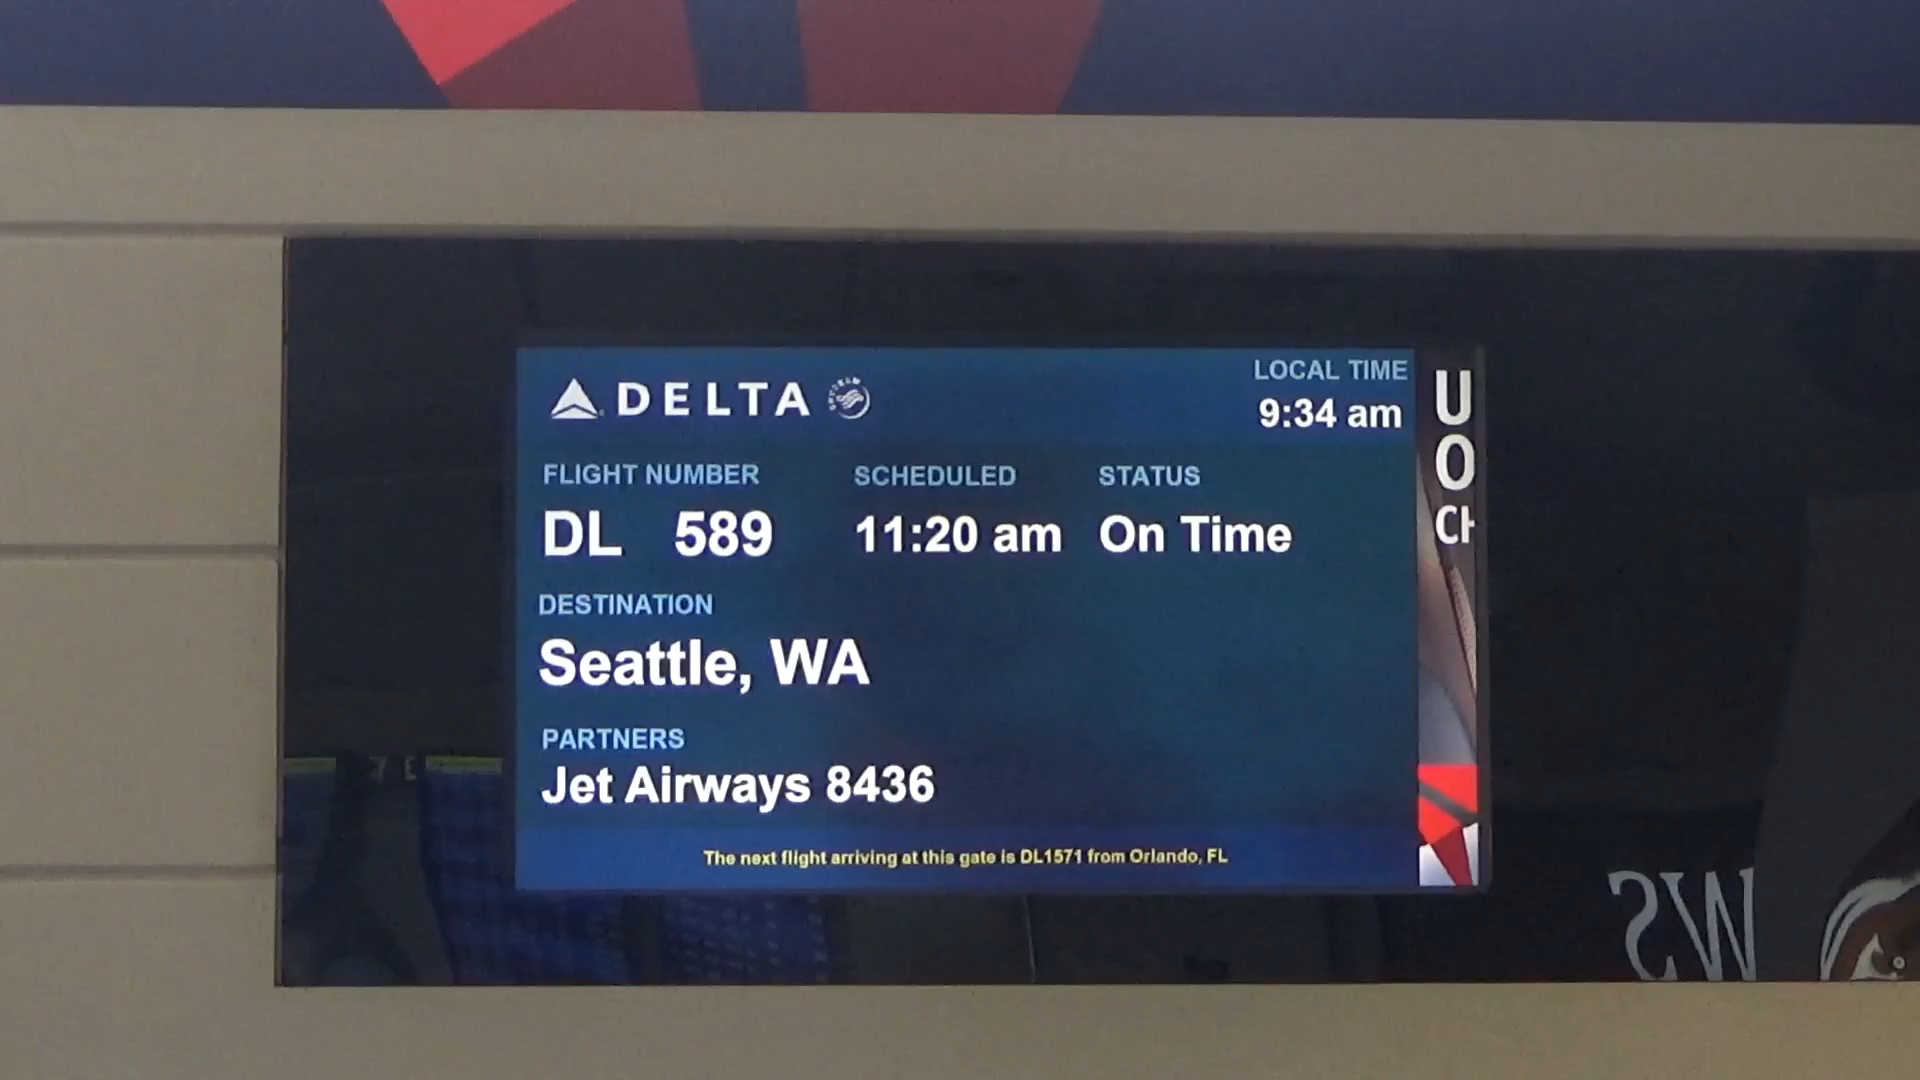 DELTA
LOCAL TIME
9:34 am
FLIGHT NUMBER SCHEDULED STATUS
DL 589 11:20 am On Time
DESTINATION
Seattle, WA
PARTNERS
Jet Airways 8436
The next flight arriving at this gate is DL1571 from Orlando, FL
U
O
CH